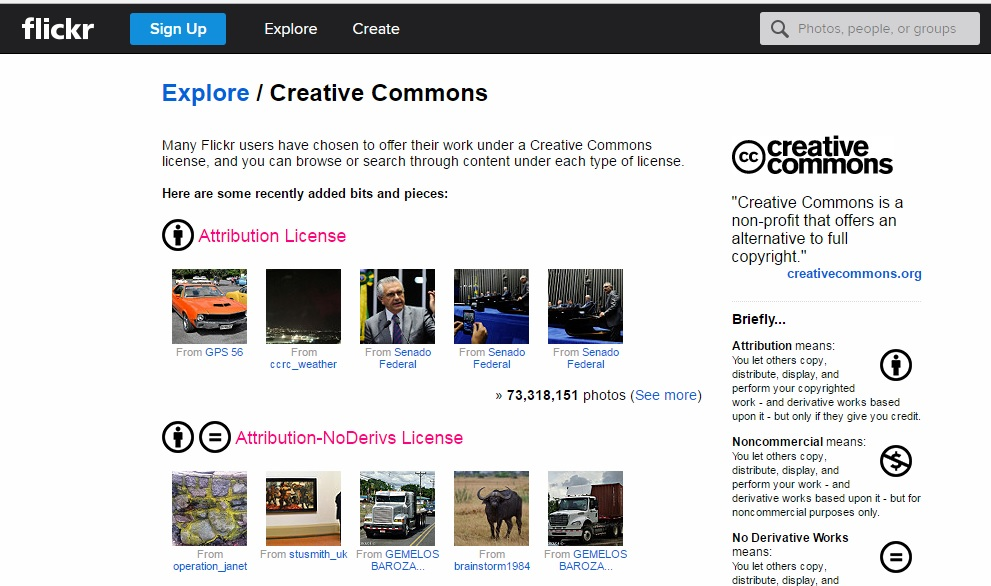 flickr
Sign Up
Explore
Create
Photos, people, or groups
Explore / Creative Commons
Many Flickr users have chosen to offer their work under a Creative Commons
license, and you can browse or search through content under each type of license.
Here are some recently added bits and pieces:
Attribution License
From GPS 56
From
ccrc_weather
From Senado
Federal
From Senado
Federal
From Senado
Federal
» 73,318,151 photos (See more)
Attribution-NoDerivs License
From
operation_janet
From stusmith_uk
From GEMELOS
BAROZA...
From
brainstorm1984
From GEMELOS
BAROZA...
cc creative
commons
"Creative Commons is a
non-profit that offers an
alternative to full
copyright."
creativecommons.org
Briefly...
Attribution means:
You let others copy,
distribute, display, and
perform your copyrighted
work - and derivative works based
upon it - but only if they give you credit.
Noncommercial means:
You let others copy,
distribute, display, and
perform your work - and
derivative works based upon it - but for
noncommercial purposes only.
No Derivative Works
means:
You let others copy,
distribute, display, and